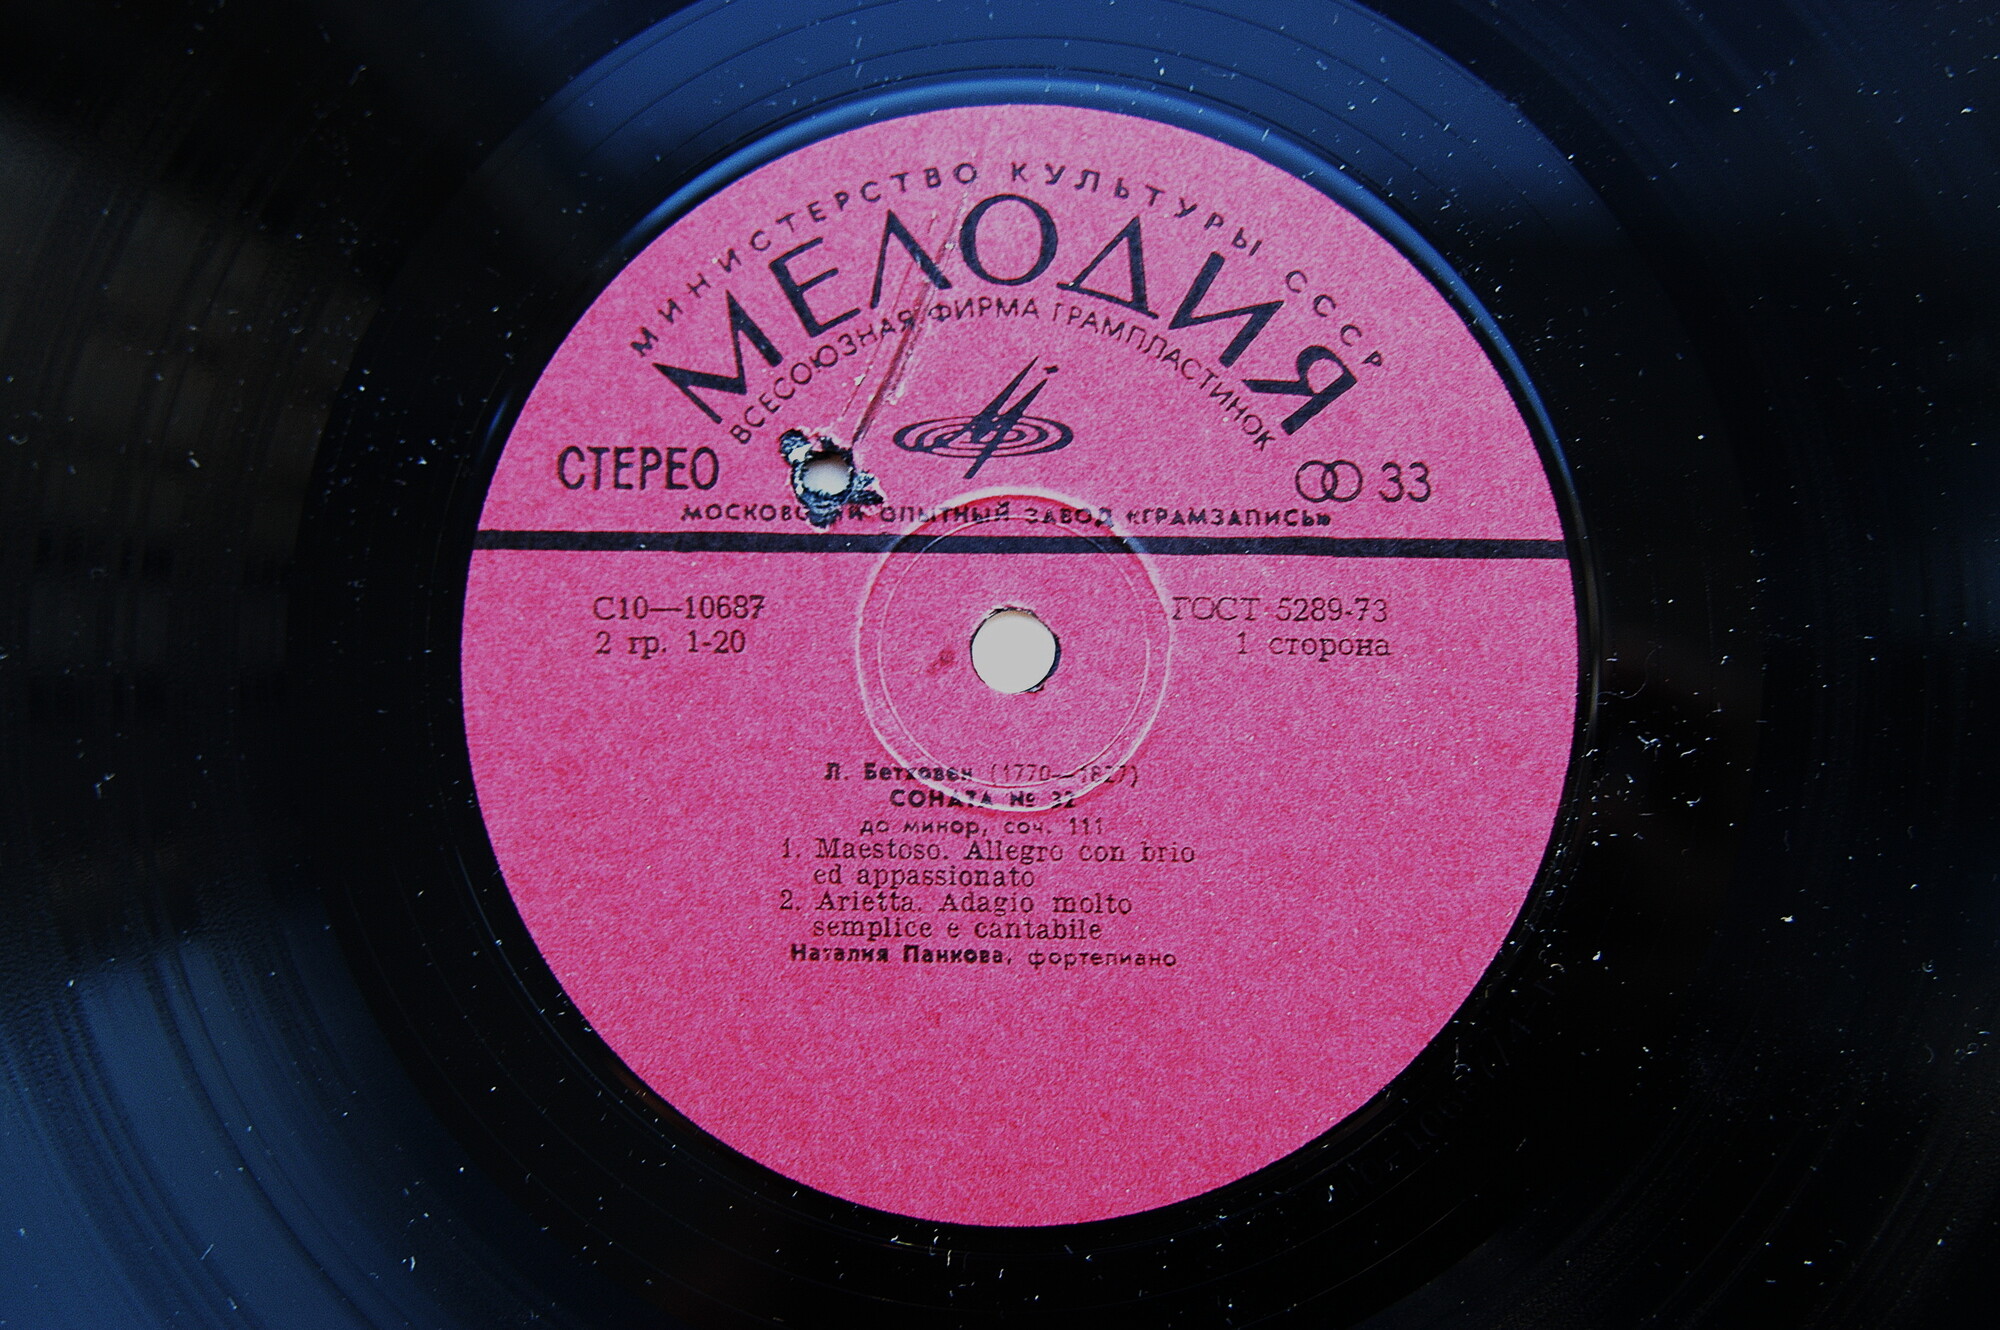 МИНИСТЕРСТВО КУЛЬТУРЫ СССР
МЕЛОДИЯ
ВСЕСОЮЗНАЯ ФИРМА ГРАМПЛАСТИНОК
СТЕРЕО
33
МОСКОВСКИЙ ОПЫТНЫЙ ЗАВОД «ГРАМЗАПИСЬ»
С10—10687
ГОСТ 5289-73
2 гр. 1-20
1 сторона
Л. Бетховен (1770—1827)
СОНАТА № 32
до минор, соч. 111
1. Maestoso. Allegro con brio
ed appassionato
2. Arietta. Adagio molto
semplice e cantabile
Наталия Панкова, фортепиано